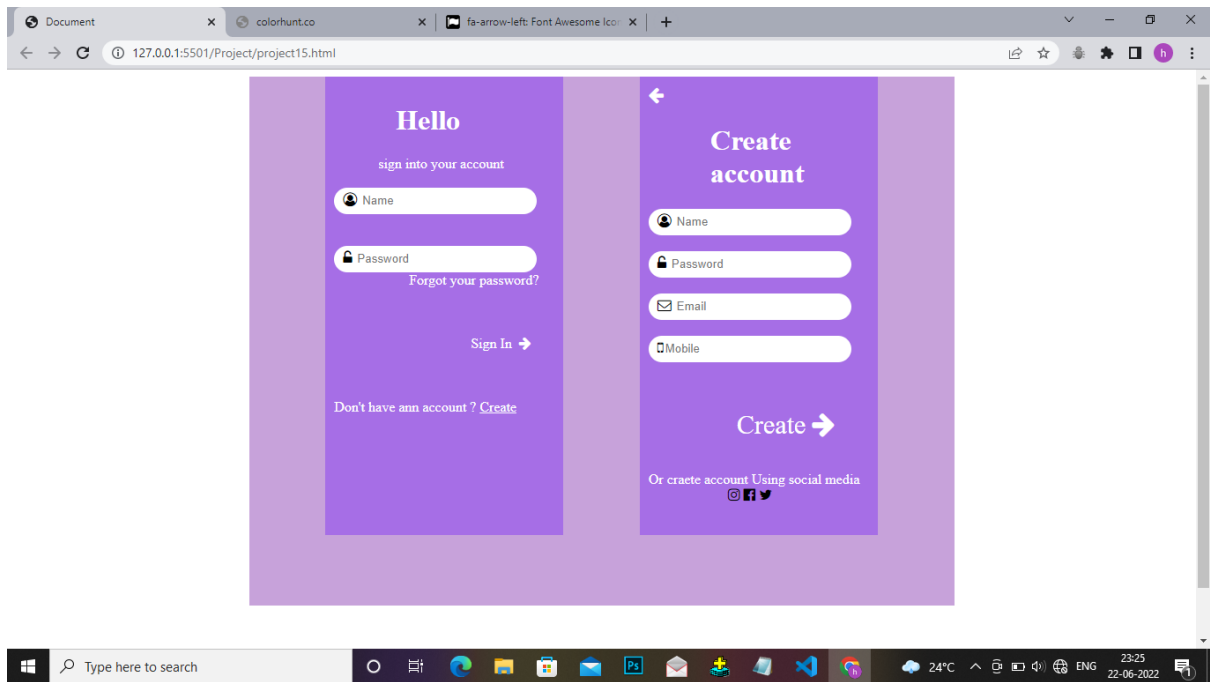 Document
colorhunt.co
fa-arrow-left: Font Awesome Icon
127.0.0.1:5501/Project/project15.html
h
Hello
sign into your account
Name
Password
Forgot your password?
Sign In
Don't have ann account ? Create
Create
account
Name
Password
Email
Mobile
Create
Or craete account Using social media
Type here to search
Ps
h
24°C
ENG
23:25
22-06-2022
1